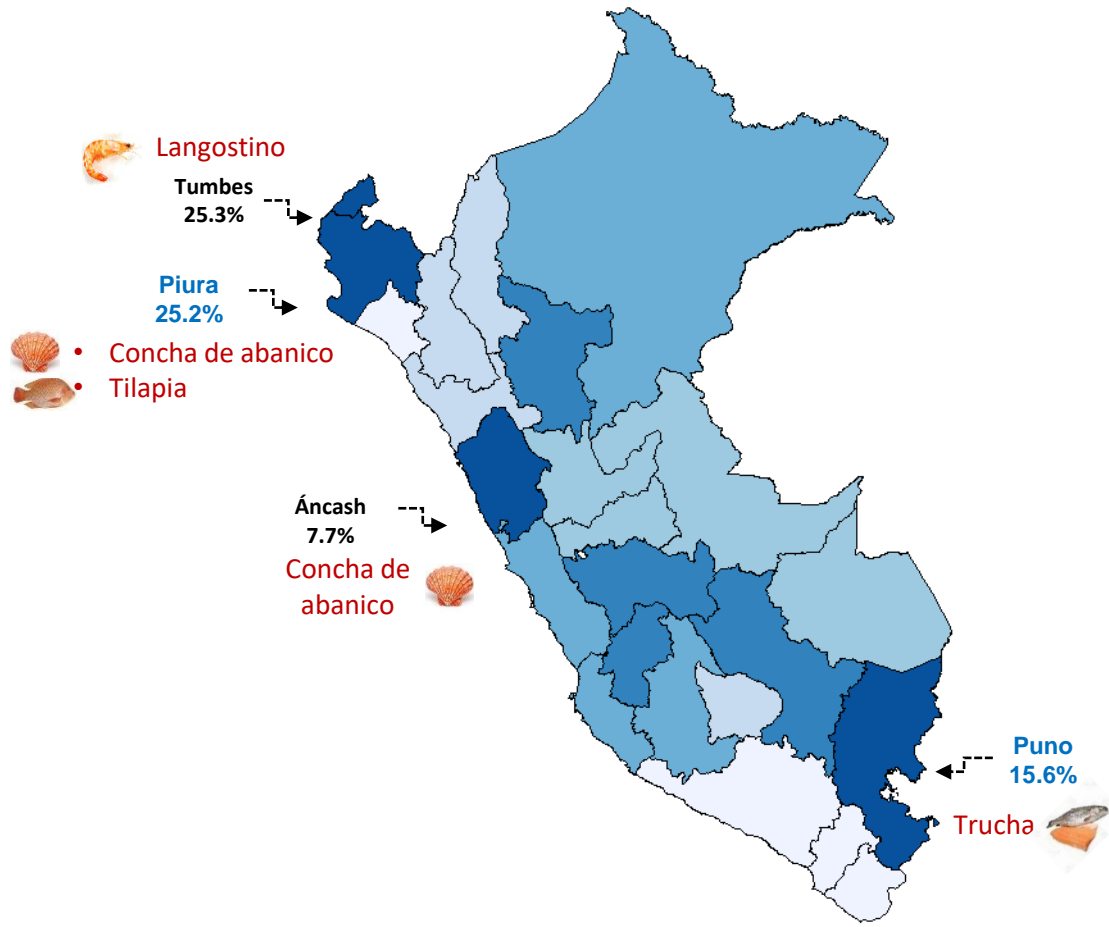 Langostino
Tumbes
25.3%
Piura
25.2%
• Concha de abanico
• Tilapia
Áncash
7.7%
Concha de
abanico
Puno
15.6%
Trucha